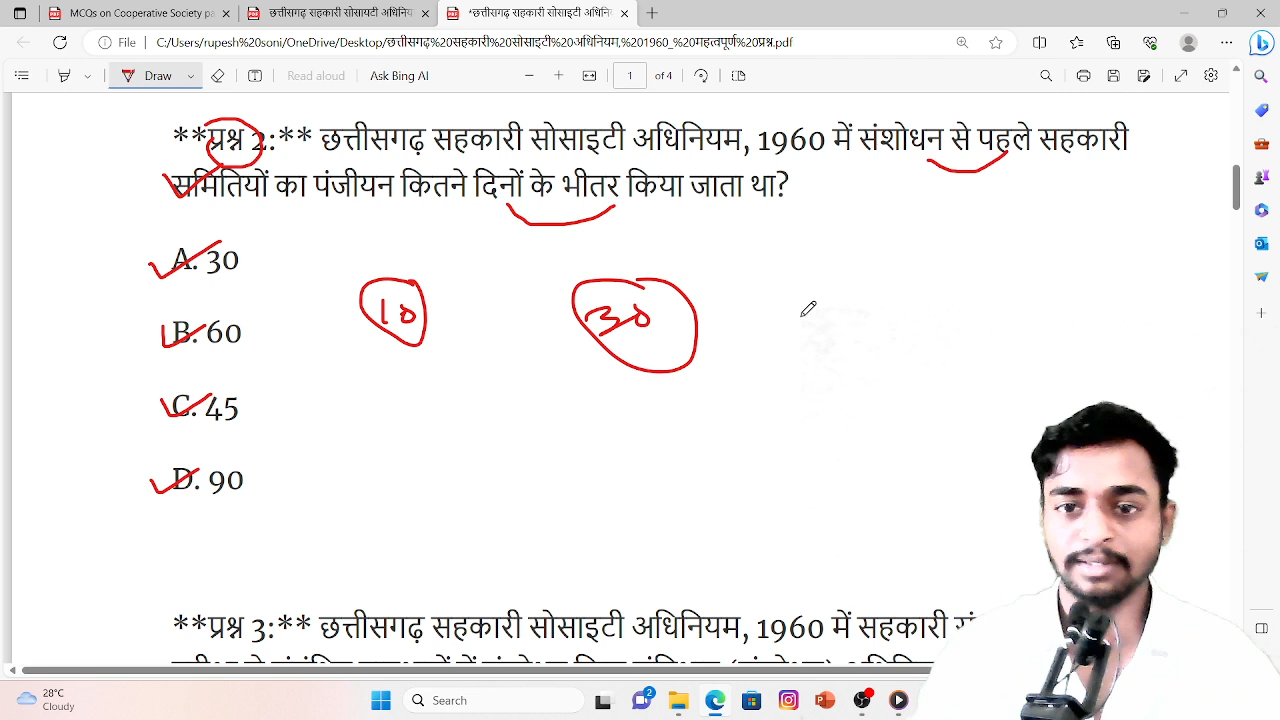 MCQs on Cooperative Society pa
छत्तीसगढ़ सहकारी सोसायटी अधिनिय
*छत्तीसगढ़ सहकारी सोसाइटी अधिनि
File C:/Users/rupesh%20soni/OneDrive/Desktop/छत्तीसगढ़%20सहकारी%20सोसाइटी%20अधिनियम,%201960_%20महत्वपूर्ण%20प्रश्न.pdf
Draw Read aloud Ask Bing AI 1 of 4
**प्रश्न 2:** छत्तीसगढ़ सहकारी सोसाइटी अधिनियम, 1960 में संशोधन से पहले सहकारी
समितियों का पंजीयन कितने दिनों के भीतर किया जाता था?
A. 30
10 30
B. 60
C. 45
D. 90
**प्रश्न 3:** छत्तीसगढ़ सहकारी सोसाइटी अधिनियम, 1960 में सहकारी
28°C
Cloudy
Search
2